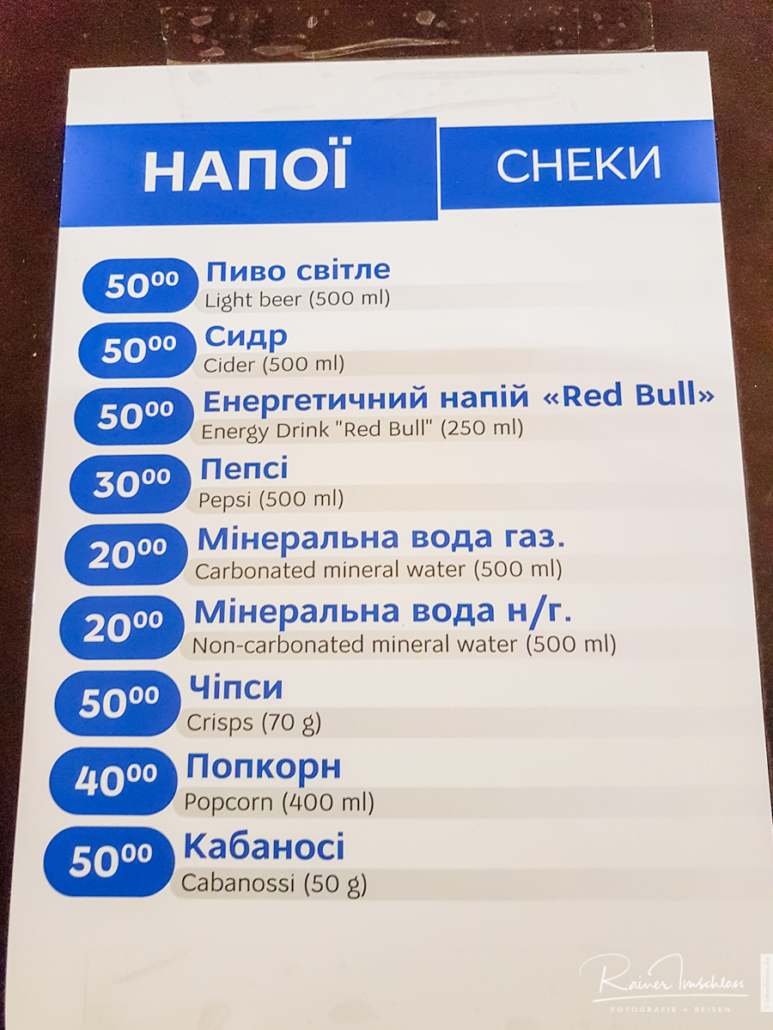 НАПОЇ
СНЕКИ
50⁰⁰ Пиво світле
Light beer (500 ml)
50⁰⁰ Сидр
Cider (500 ml)
50⁰⁰ Енергетичний напій «Red Bull»
Energy Drink "Red Bull" (250 ml)
30⁰⁰ Пепсі
Pepsi (500 ml)
20⁰⁰ Мінеральна вода газ.
Carbonated mineral water (500 ml)
20⁰⁰ Мінеральна вода н/г.
Non-carbonated mineral water (500 ml)
50⁰⁰ Чіпси
Crisps (70 g)
40⁰⁰ Попкорн
Popcorn (400 ml)
50⁰⁰ Кабаносі
Cabanossi (50 g)
Rainer Imschloss
FOTOGRAFIE + REISEN